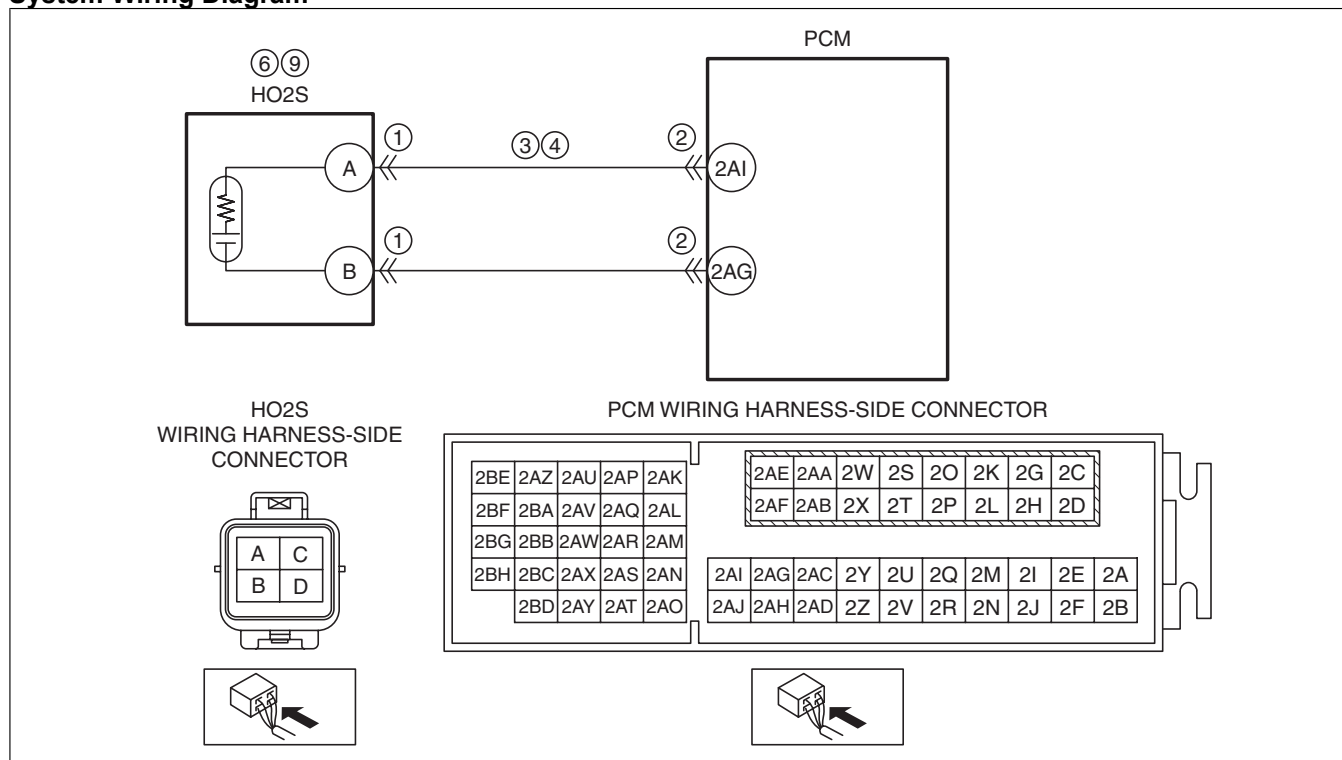 System Wiring Diagram
PCM
6 9
HO2S
1
3 4
2
A
2AI
1
2
B
2AG
HO2S
WIRING HARNESS-SIDE
CONNECTOR
PCM WIRING HARNESS-SIDE CONNECTOR
A C
B D
2BE 2AZ 2AU 2AP 2AK
2BF 2BA 2AV 2AQ 2AL
2BG 2BB 2AW 2AR 2AM
2BH 2BC 2AX 2AS 2AN
2BD 2AY 2AT 2AO
2AE 2AA 2W 2S 2O 2K 2G 2C
2AF 2AB 2X 2T 2P 2L 2H 2D
2AI 2AG 2AC 2Y 2U 2Q 2M 2I 2E 2A
2AJ 2AH 2AD 2Z 2V 2R 2N 2J 2F 2B